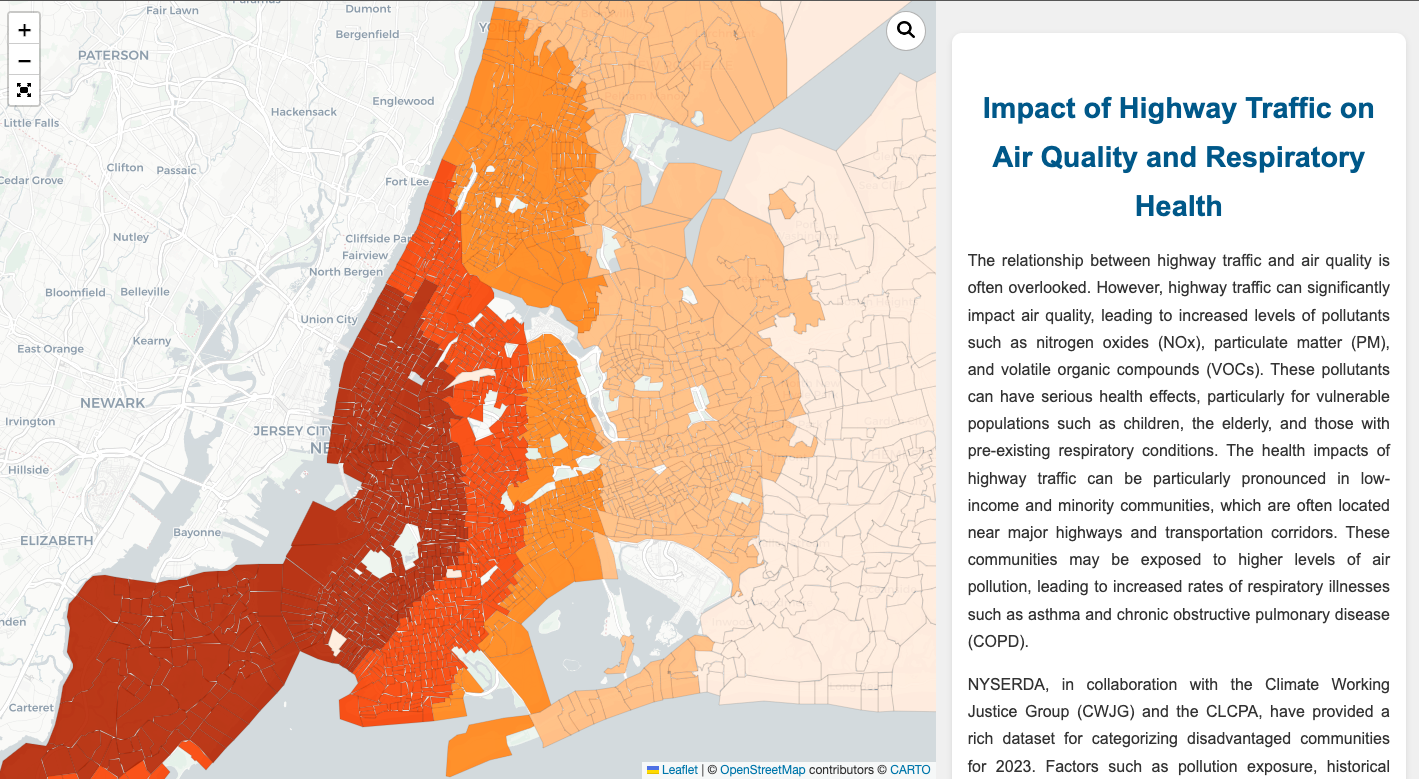 +
−
Fair Lawn
Dumont
Bergenfield
PATERSON
Hackensack
Englewood
Little Falls
Clifton
Passaic
Cedar Grove
Fort Lee
Nutley
Cliffside Par
Fairview
North Bergen
Bloomfield
Belleville
Union City
Kearny
East Orange
NEWARK
Irvington
JERSEY CITY
Hillside
Bayonne
ELIZABETH
Carteret
Leaflet | © OpenStreetMap contributors © CARTO
Impact of Highway Traffic on
Air Quality and Respiratory
Health
The relationship between highway traffic and air quality is
often overlooked. However, highway traffic can significantly
impact air quality, leading to increased levels of pollutants
such as nitrogen oxides (NOx), particulate matter (PM),
and volatile organic compounds (VOCs). These pollutants
can have serious health effects, particularly for vulnerable
populations such as children, the elderly, and those with
pre-existing respiratory conditions. The health impacts of
highway traffic can be particularly pronounced in low-
income and minority communities, which are often located
near major highways and transportation corridors. These
communities may be exposed to higher levels of air
pollution, leading to increased rates of respiratory illnesses
such as asthma and chronic obstructive pulmonary disease
(COPD).
NYSERDA, in collaboration with the Climate Working
Justice Group (CWJG) and the CLCPA, have provided a
rich dataset for categorizing disadvantaged communities
for 2023. Factors such as pollution exposure, historical